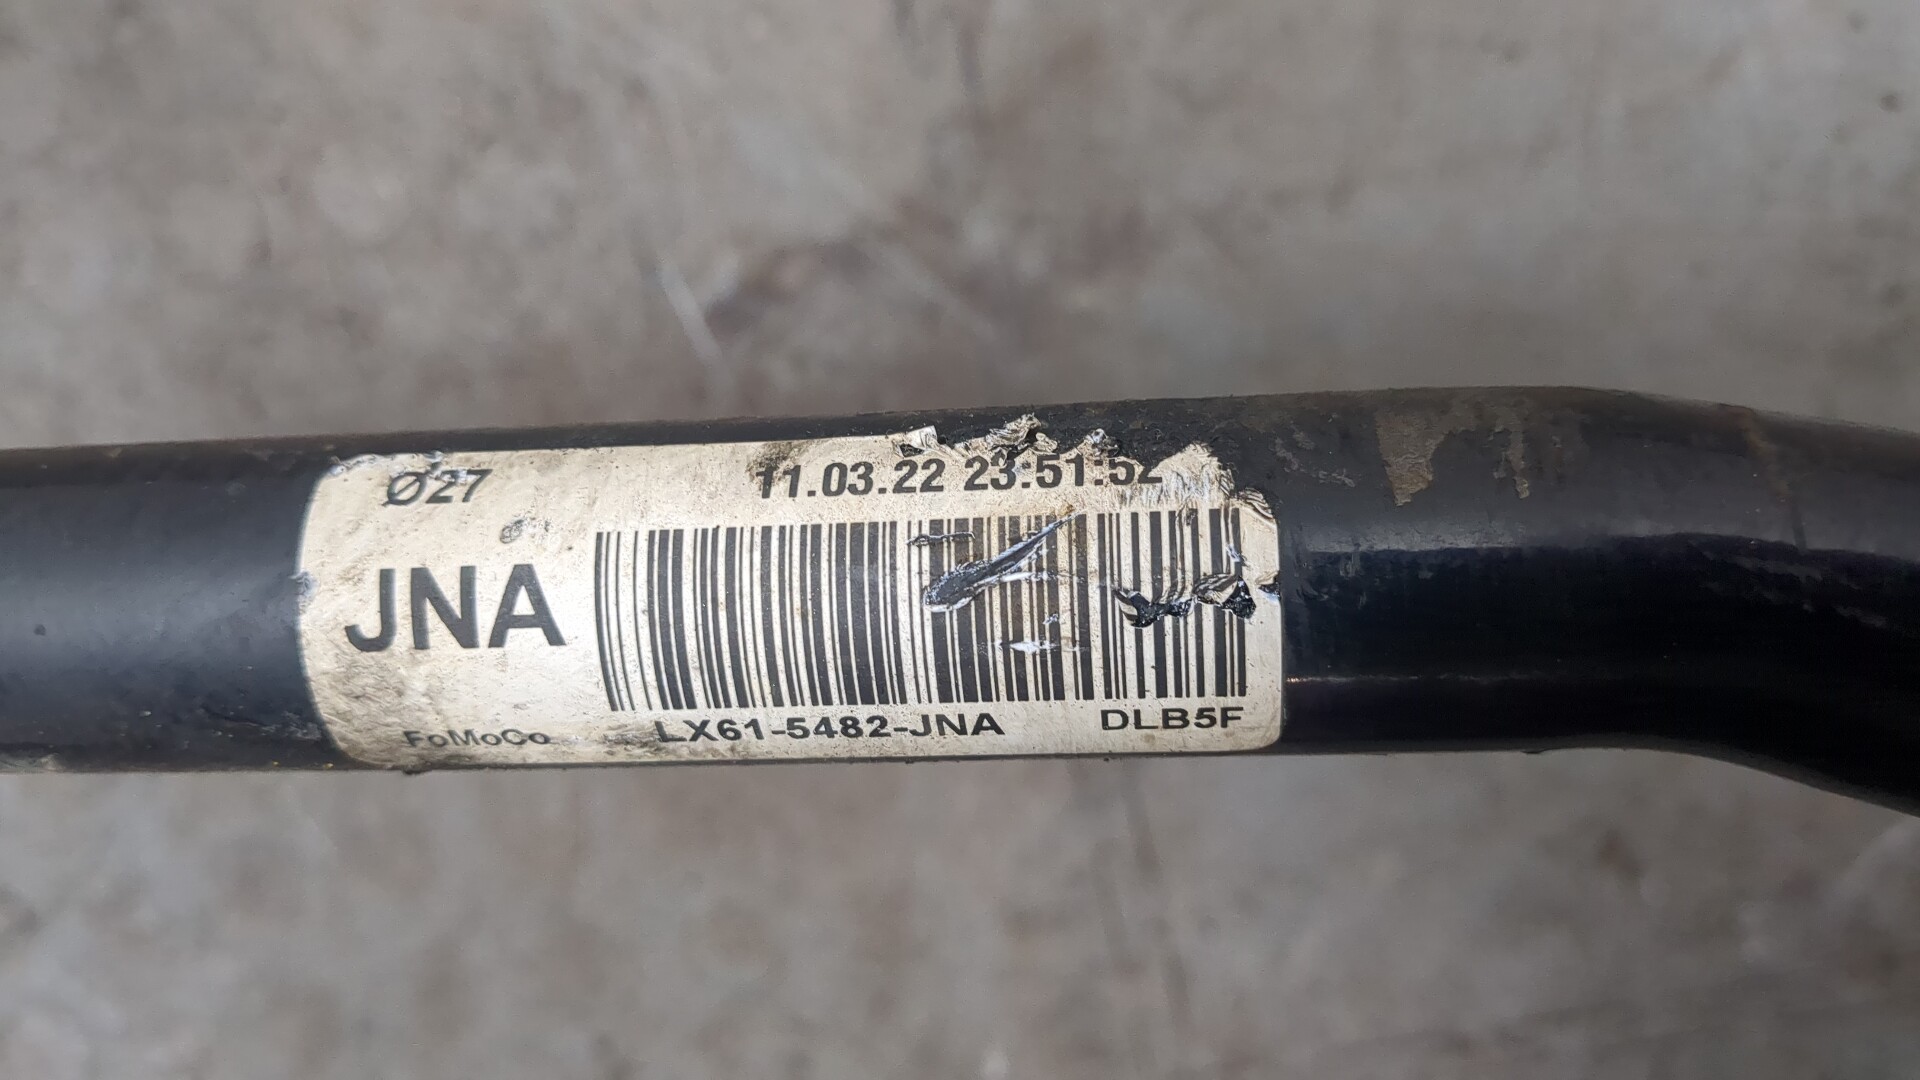 Ø27 11.03.22 23:51:52
JNA
FoMoCo LX61-5482-JNA DLB5F